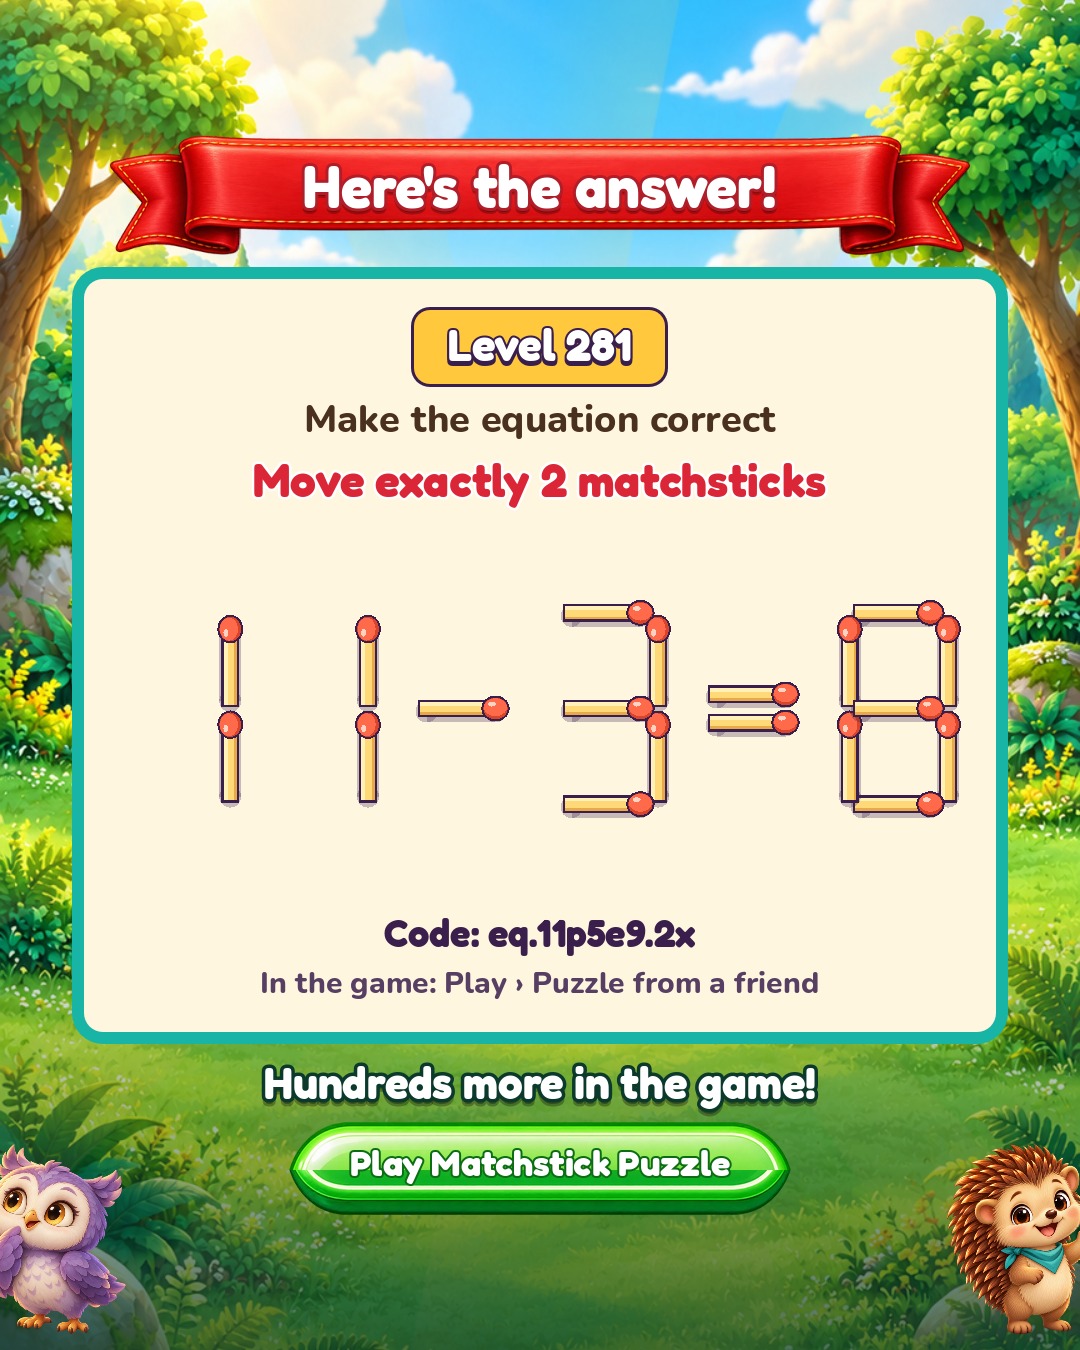 Here's the answer!
Level 281
Make the equation correct
Move exactly 2 matchsticks
11-3=8
Code: eq.11p5e9.2x
In the game: Play › Puzzle from a friend
Hundreds more in the game!
Play Matchstick Puzzle